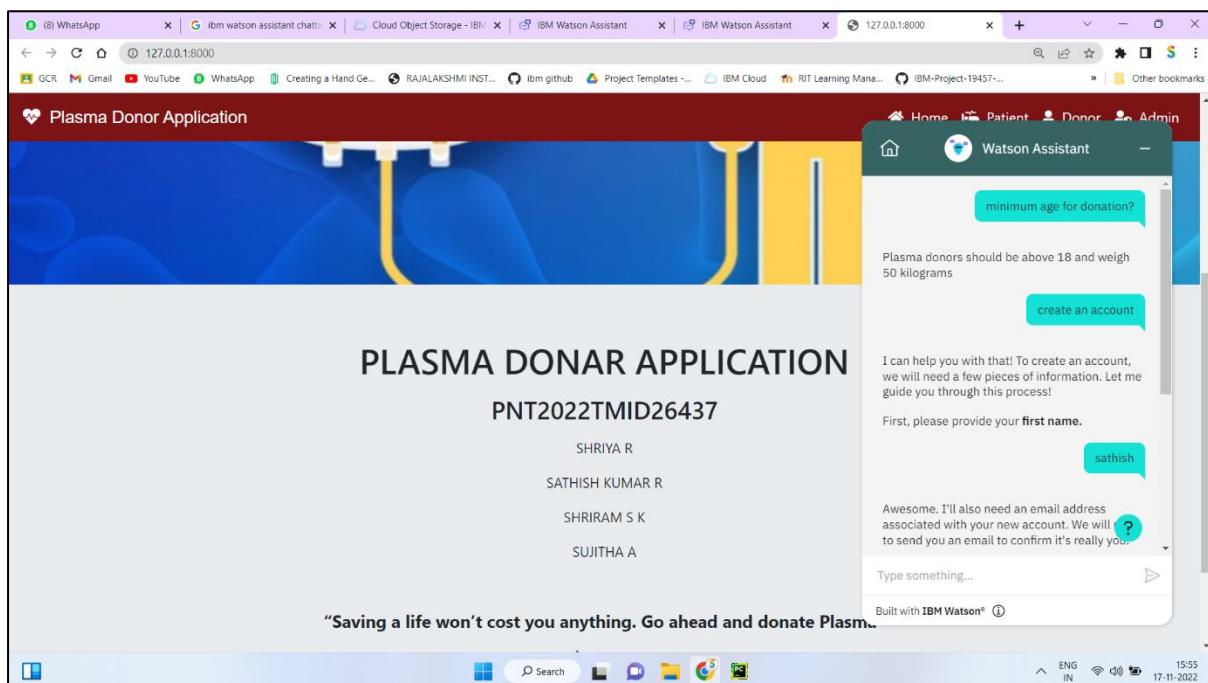 (8) WhatsApp
ibm watson assistant chatb
Cloud Object Storage - IBM
IBM Watson Assistant
IBM Watson Assistant
127.0.0.1:8000
127.0.0.1:8000
GCR
Gmail
YouTube
WhatsApp
Creating a Hand Ge...
RAJALAKSHMI INST...
ibm github
Project Templates -...
IBM Cloud
RIT Learning Mana...
IBM-Project-19457-...
»
Other bookmarks
Plasma Donor Application
Home
Patient
Donor
Admin
PLASMA DONAR APPLICATION
PNT2022TMID26437
SHRIYA R
SATHISH KUMAR R
SHRIRAM S K
SUJITHA A
“Saving a life won’t cost you anything. Go ahead and donate Plasma
Watson Assistant
minimum age for donation?
Plasma donors should be above 18 and weigh
50 kilograms
create an account
I can help you with that! To create an account,
we will need a few pieces of information. Let me
guide you through this process!
First, please provide your first name.
sathish
Awesome. I'll also need an email address
associated with your new account. We will
?
to send you an email to confirm it's really you.
Type something...
Built with IBM Watson®
Search
ENG
IN
15:55
17-11-2022